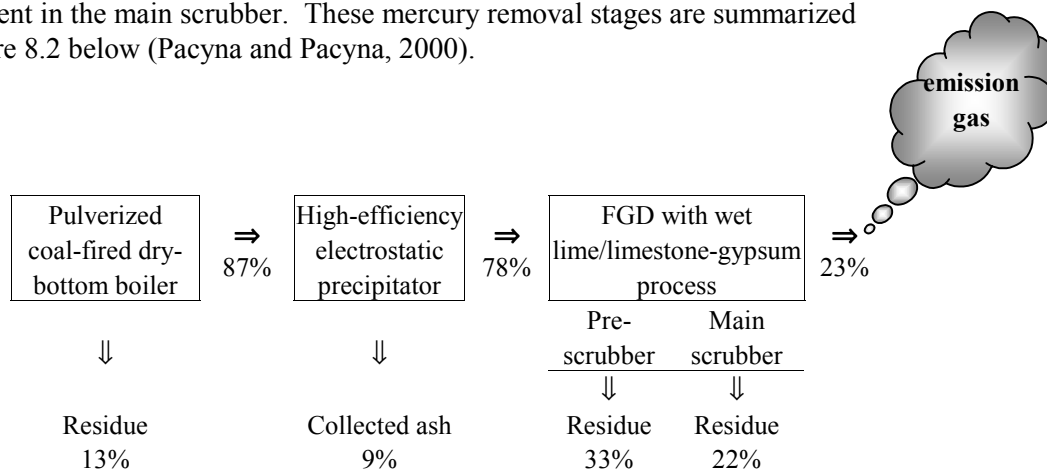 ent in the main scrubber. These mercury removal stages are summarized
re 8.2 below (Pacyna and Pacyna, 2000).
emission
gas
Pulverized
coal-fired dry-
bottom boiler
⇒
87%
High-efficiency
electrostatic
precipitator
⇒
78%
FGD with wet
lime/limestone-gypsum
process
⇒
23%
Pre-
scrubber
Main
scrubber
⇓
⇓
⇓
⇓
Residue
13%
Collected ash
9%
Residue
33%
Residue
22%